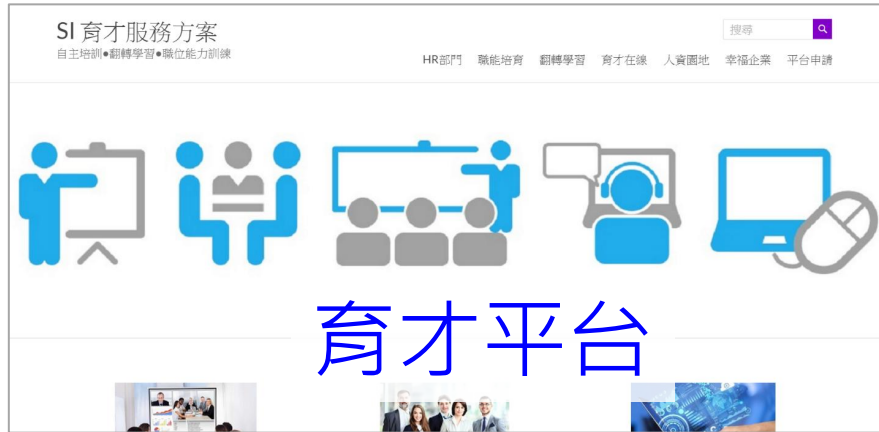 SI 育才服務方案
自主培訓●翻轉學習●職位能力訓練
搜尋
HR部門 職能培育 翻轉學習 育才在線 人資園地 幸福企業 平台申請
育才平台